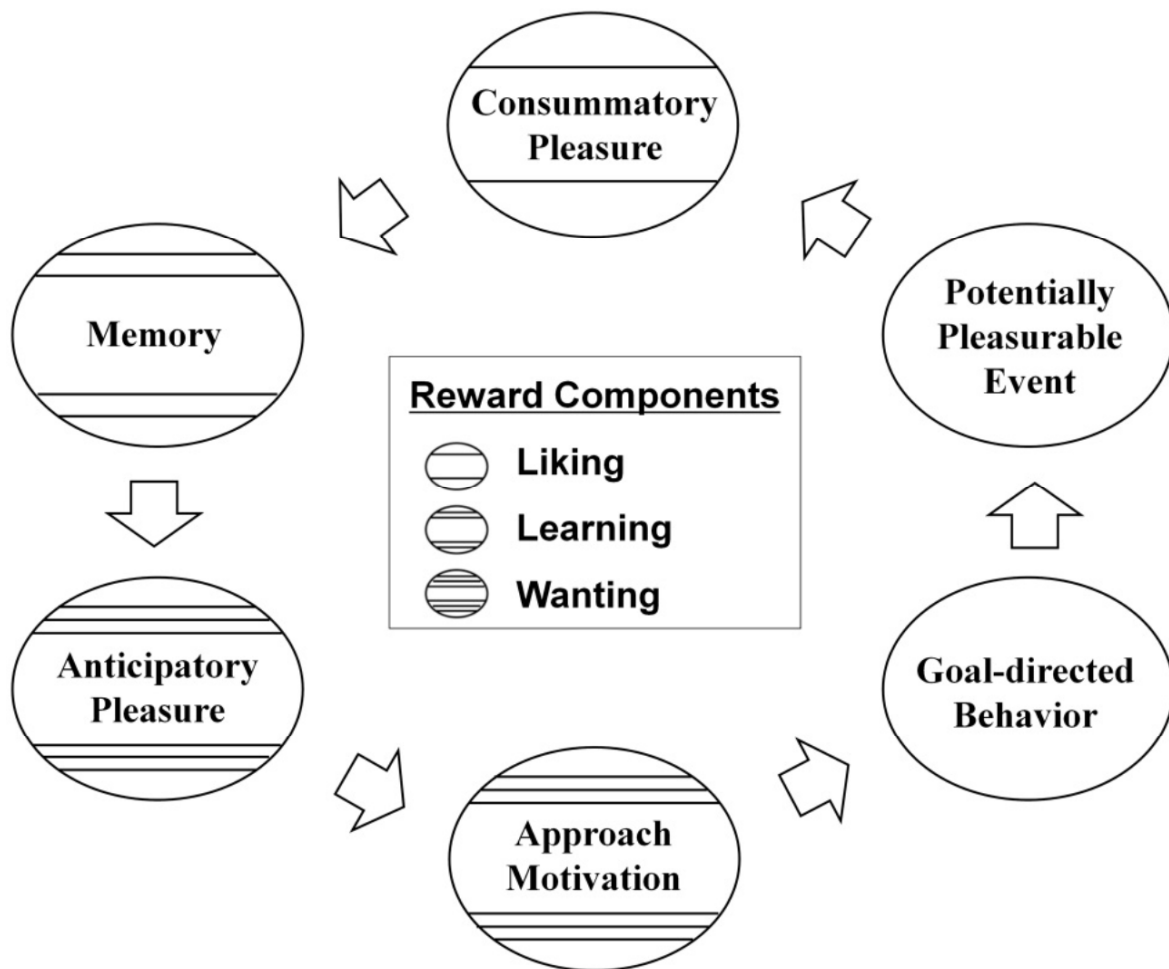 Consummatory
Pleasure
Memory
Potentially
Pleasurable
Event
Reward Components
Liking
Learning
Wanting
Anticipatory
Pleasure
Goal-directed
Behavior
Approach
Motivation